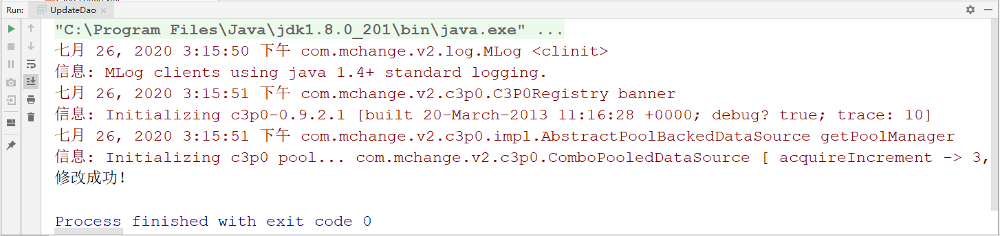 Run: UpdateDao
"C:\Program Files\Java\jdk1.8.0_201\bin\java.exe" ...
七月 26, 2020 3:15:50 下午 com.mchange.v2.log.MLog <clinit>
信息: MLog clients using java 1.4+ standard logging.
七月 26, 2020 3:15:51 下午 com.mchange.v2.c3p0.C3P0Registry banner
信息: Initializing c3p0-0.9.2.1 [built 20-March-2013 11:16:28 +0000; debug? true; trace: 10]
七月 26, 2020 3:15:51 下午 com.mchange.v2.c3p0.impl.AbstractPoolBackedDataSource getPoolManager
信息: Initializing c3p0 pool... com.mchange.v2.c3p0.ComboPooledDataSource [ acquireIncrement -> 3,
修改成功!
Process finished with exit code 0